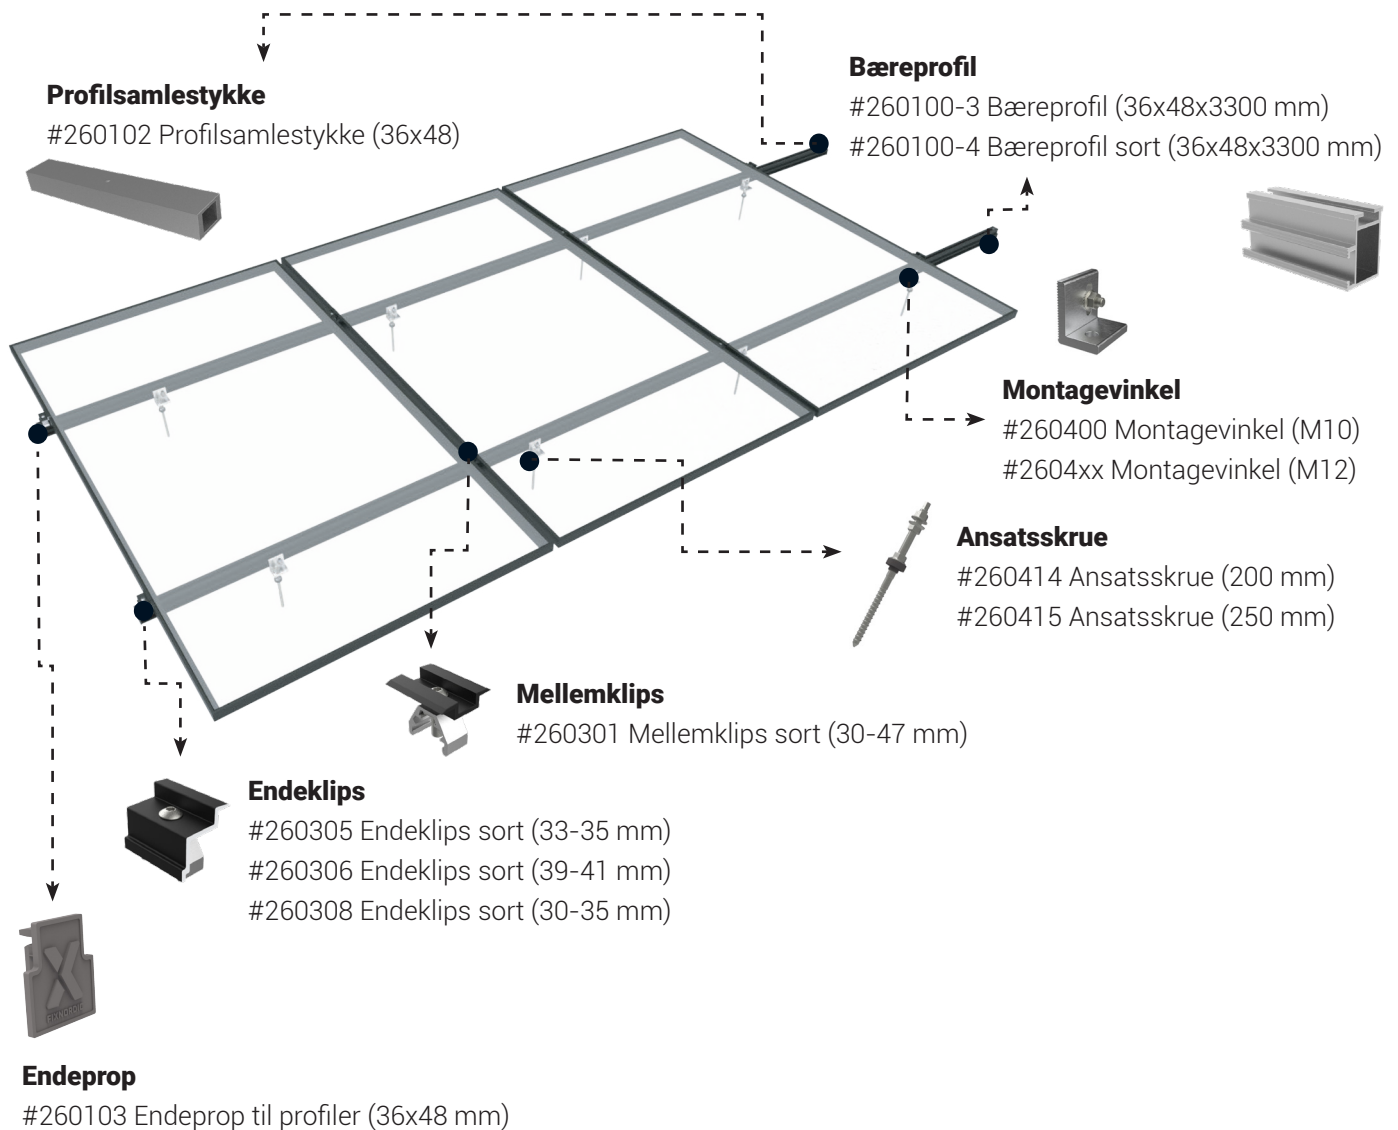 Profilsamlestykke
#260102 Profilsamlestykke (36x48)
Bæreprofil
#260100-3 Bæreprofil (36x48x3300 mm)
#260100-4 Bæreprofil sort (36x48x3300 mm)
Montagevinkel
#260400 Montagevinkel (M10)
#2604xx Montagevinkel (M12)
Ansatsskrue
#260414 Ansatsskrue (200 mm)
#260415 Ansatsskrue (250 mm)
Mellemklips
#260301 Mellemklips sort (30-47 mm)
Endeklips
#260305 Endeklips sort (33-35 mm)
#260306 Endeklips sort (39-41 mm)
#260308 Endeklips sort (30-35 mm)
X
FIXNORDIC
Endeprop
#260103 Endeprop til profiler (36x48 mm)